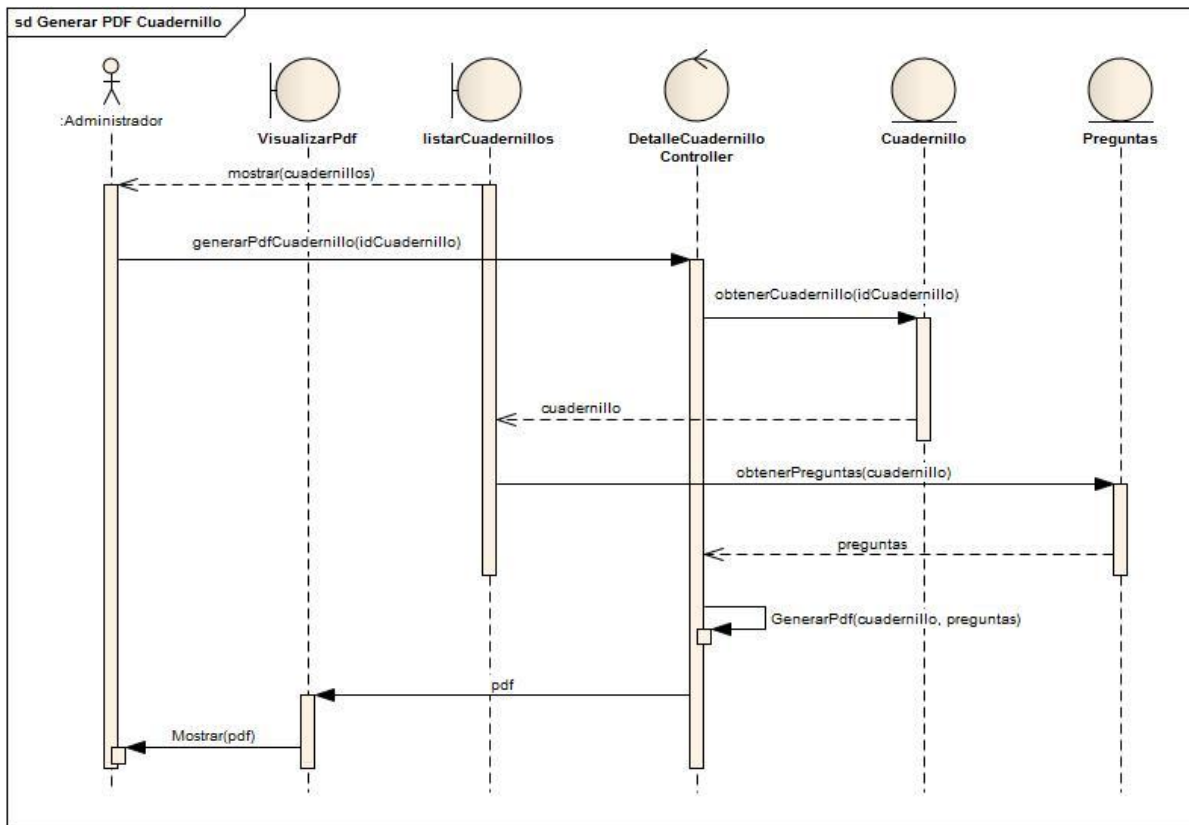 sd Generar PDF Cuadernillo
:Administrador
VisualizarPdf
listarCuadernillos
DetalleCuadernillo
Controller
Cuadernillo
Preguntas
mostrar(cuadernillos)
generarPdfCuadernillo(idCuadernillo)
obtenerCuadernillo(idCuadernillo)
cuadernillo
obtenerPreguntas(cuadernillo)
preguntas
GenerarPdf(cuadernillo, preguntas)
pdf
Mostrar(pdf)